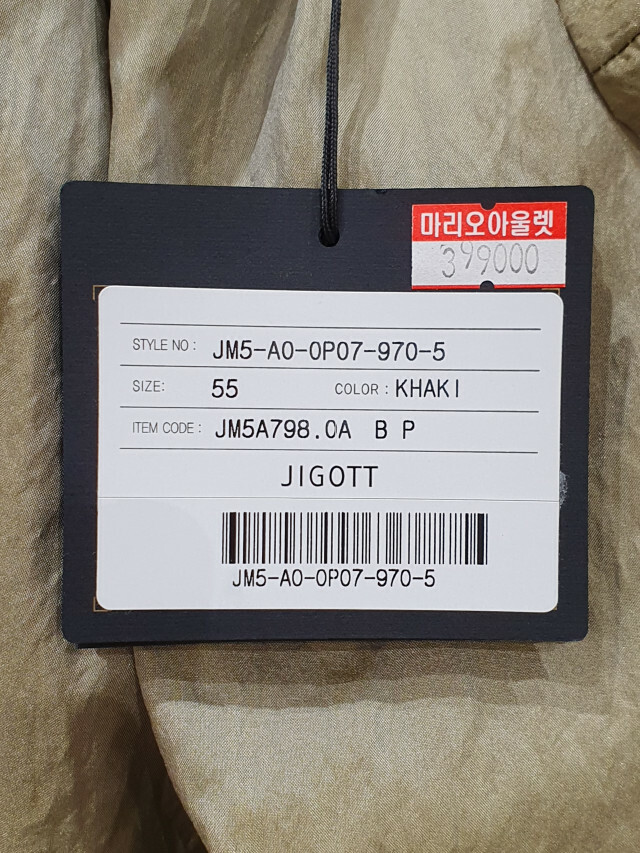 마리오아울렛
399000
STYLE NO : JM5-A0-0P07-970-5
SIZE: 55 COLOR : KHAKI
ITEM CODE : JM5A798.0A B P
JIGOTT
JM5-A0-0P07-970-5